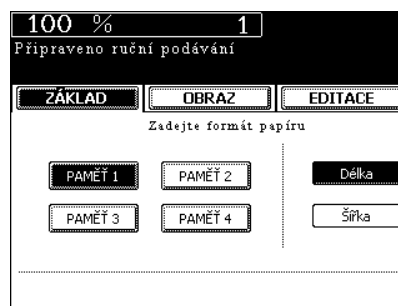 100 % 1
Připraveno ruční podávání
ZÁKLAD OBRAZ EDITACE
Zadejte formát papíru
PAMĚŤ 1 PAMĚŤ 2 Délka
PAMĚŤ 3 PAMĚŤ 4 Šířka